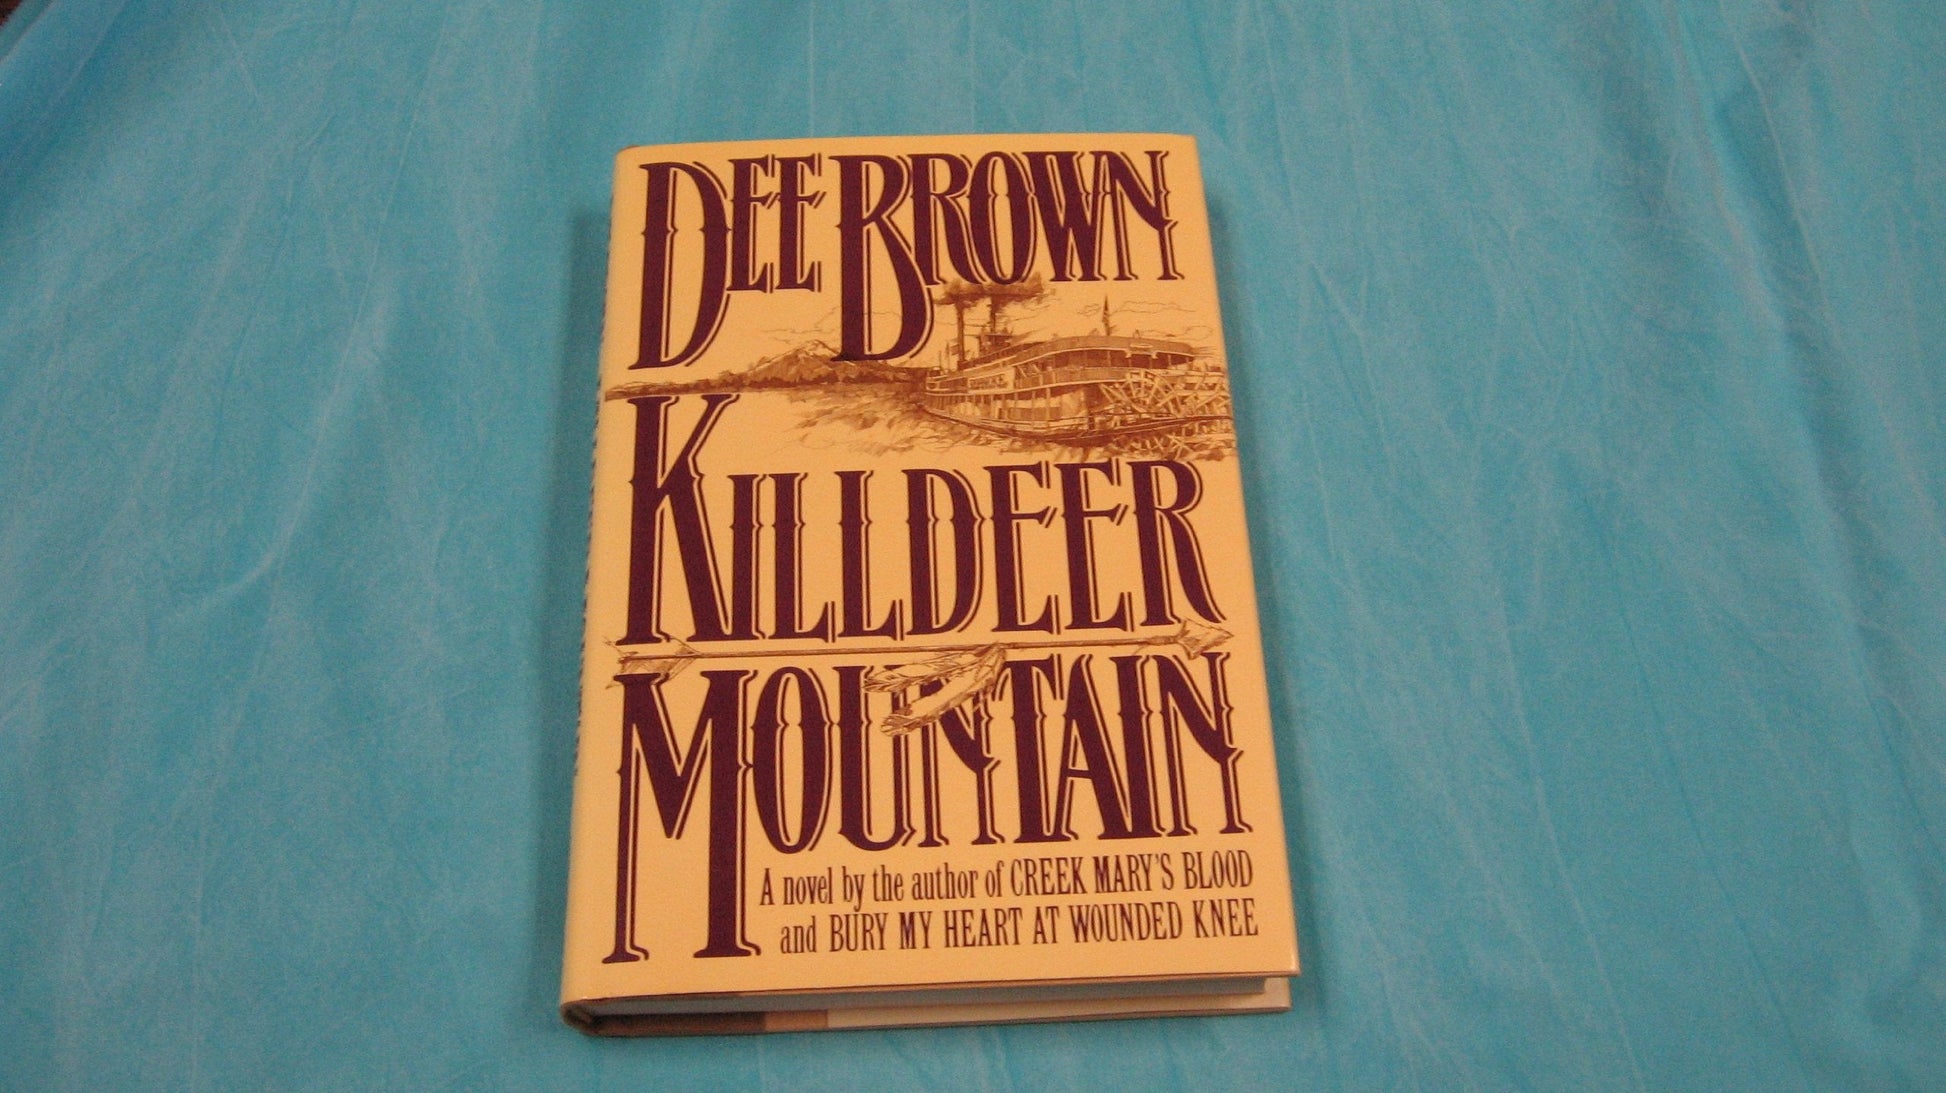 DEE BROWN
KILLDEER
MOUNTAIN
A novel by the author of CREEK MARY'S BLOOD
and BURY MY HEART AT WOUNDED KNEE